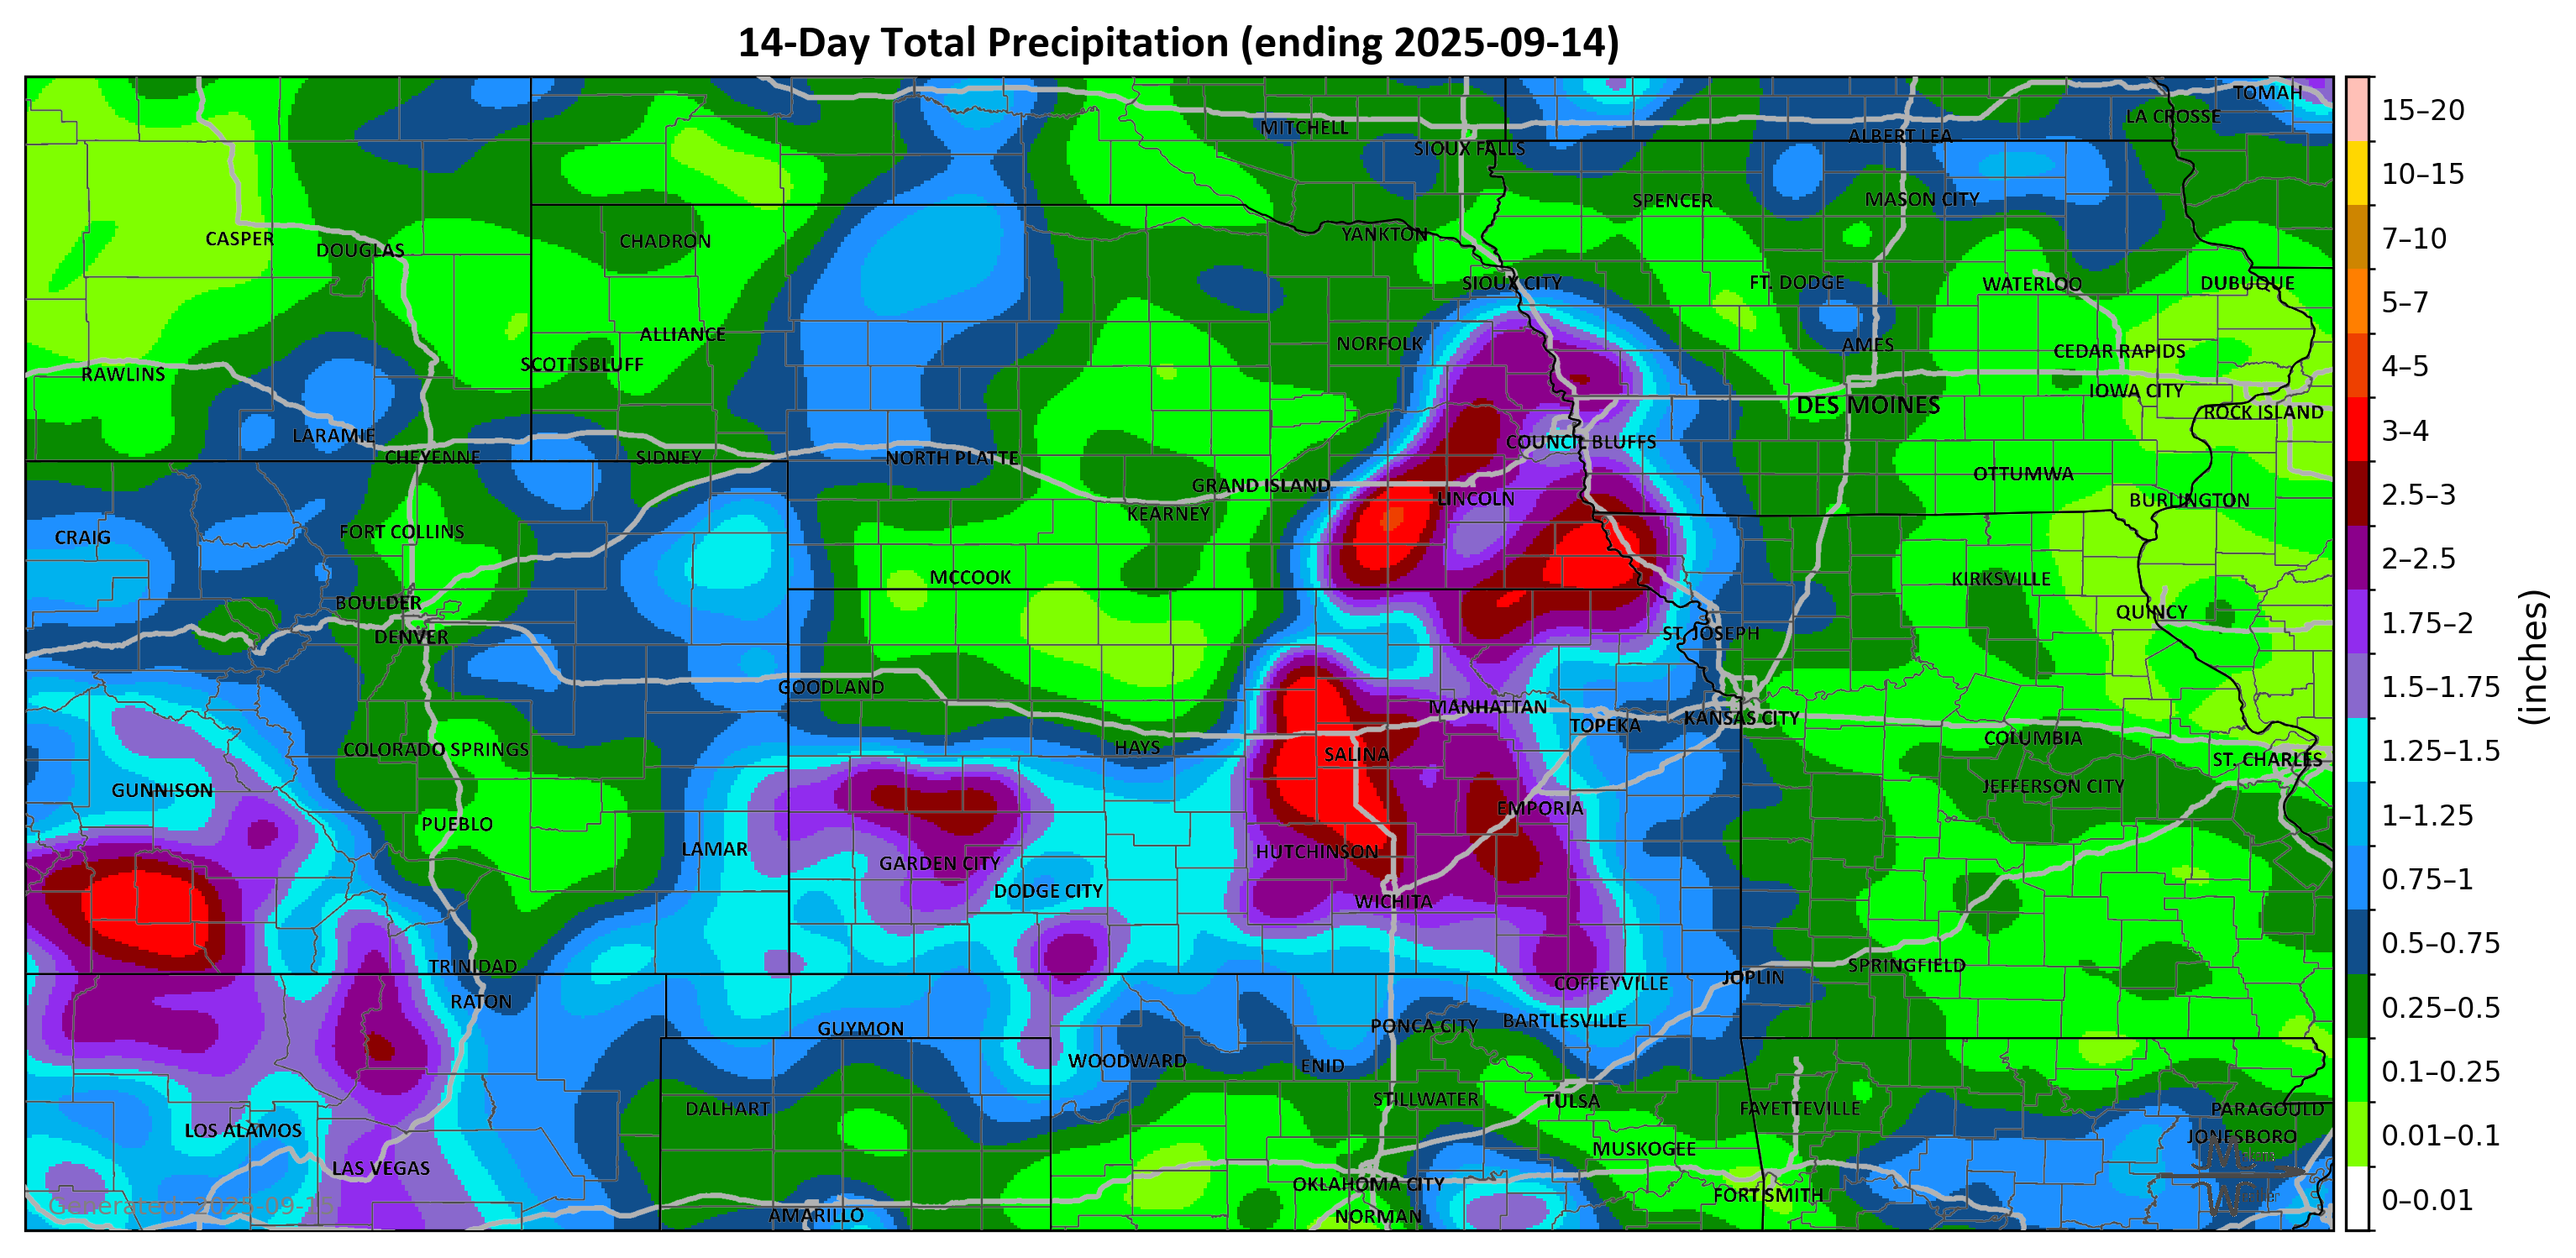 14-Day Total Precipitation (ending 2025-09-14)
TOMAH
LA CROSSE
MITCHELL
ALBERT LEA
SIOUX FALLS
SPENCER
MASON CITY
YANKTON
CASPER
DOUGLAS
CHADRON
SIOUX CITY
FT. DODGE
WATERLOO
DUBUQUE
ALLIANCE
NORFOLK
AMES
CEDAR RAPIDS
SCOTTSBLUFF
RAWLINS
IOWA CITY
DES MOINES
ROCK ISLAND
LARAMIE
COUNCIL BLUFFS
CHEYENNE
SIDNEY
NORTH PLATTE
OTTUMWA
GRAND ISLAND
LINCOLN
BURLINGTON
KEARNEY
FORT COLLINS
CRAIG
MCCOOK
KIRKSVILLE
BOULDER
QUINCY
DENVER
ST. JOSEPH
GOODLAND
MANHATTAN
TOPEKA
KANSAS CITY
COLUMBIA
COLORADO SPRINGS
HAYS
SALINA
ST. CHARLES
GUNNISON
JEFFERSON CITY
EMPORIA
PUEBLO
LAMAR
HUTCHINSON
GARDEN CITY
DODGE CITY
WICHITA
TRINIDAD
SPRINGFIELD
JOPLIN
COFFEYVILLE
RATON
BARTLESVILLE
GUYMON
PONCA CITY
WOODWARD
ENID
STILLWATER
TULSA
DALHART
FAYETTEVILLE
PARAGOULD
LOS ALAMOS
JONESBORO
MUSKOGEE
LAS VEGAS
OKLAHOMA CITY
FORT SMITH
Generated: 2025-09-15
AMARILLO
NORMAN
15–20
10–15
7–10
5–7
4–5
3–4
2.5–3
2–2.5
1.75–2
1.5–1.75
1.25–1.5
1–1.25
0.75–1
0.5–0.75
0.25–0.5
0.1–0.25
0.01–0.1
0–0.01
(inches)